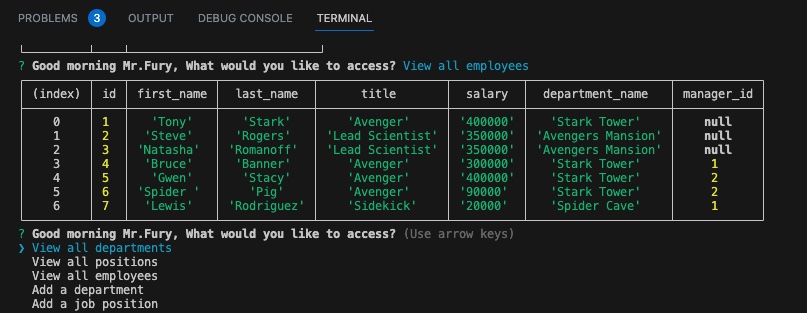 PROBLEMS 3 OUTPUT DEBUG CONSOLE TERMINAL
? Good morning Mr.Fury, What would you like to access? View all employees
(index) id first_name last_name title salary department_name manager_id
0 1 'Tony' 'Stark' 'Avenger' '400000' 'Stark Tower' null
1 2 'Steve' 'Rogers' 'Lead Scientist' '350000' 'Avengers Mansion' null
2 3 'Natasha' 'Romanoff' 'Lead Scientist' '350000' 'Avengers Mansion' null
3 4 'Bruce' 'Banner' 'Avenger' '300000' 'Stark Tower' 1
4 5 'Gwen' 'Stacy' 'Avenger' '400000' 'Stark Tower' 2
5 6 'Spider ' 'Pig' 'Avenger' '90000' 'Stark Tower' 2
6 7 'Lewis' 'Rodriguez' 'Sidekick' '20000' 'Spider Cave' 1
? Good morning Mr.Fury, What would you like to access? (Use arrow keys)
❯ View all departments
View all positions
View all employees
Add a department
Add a job position